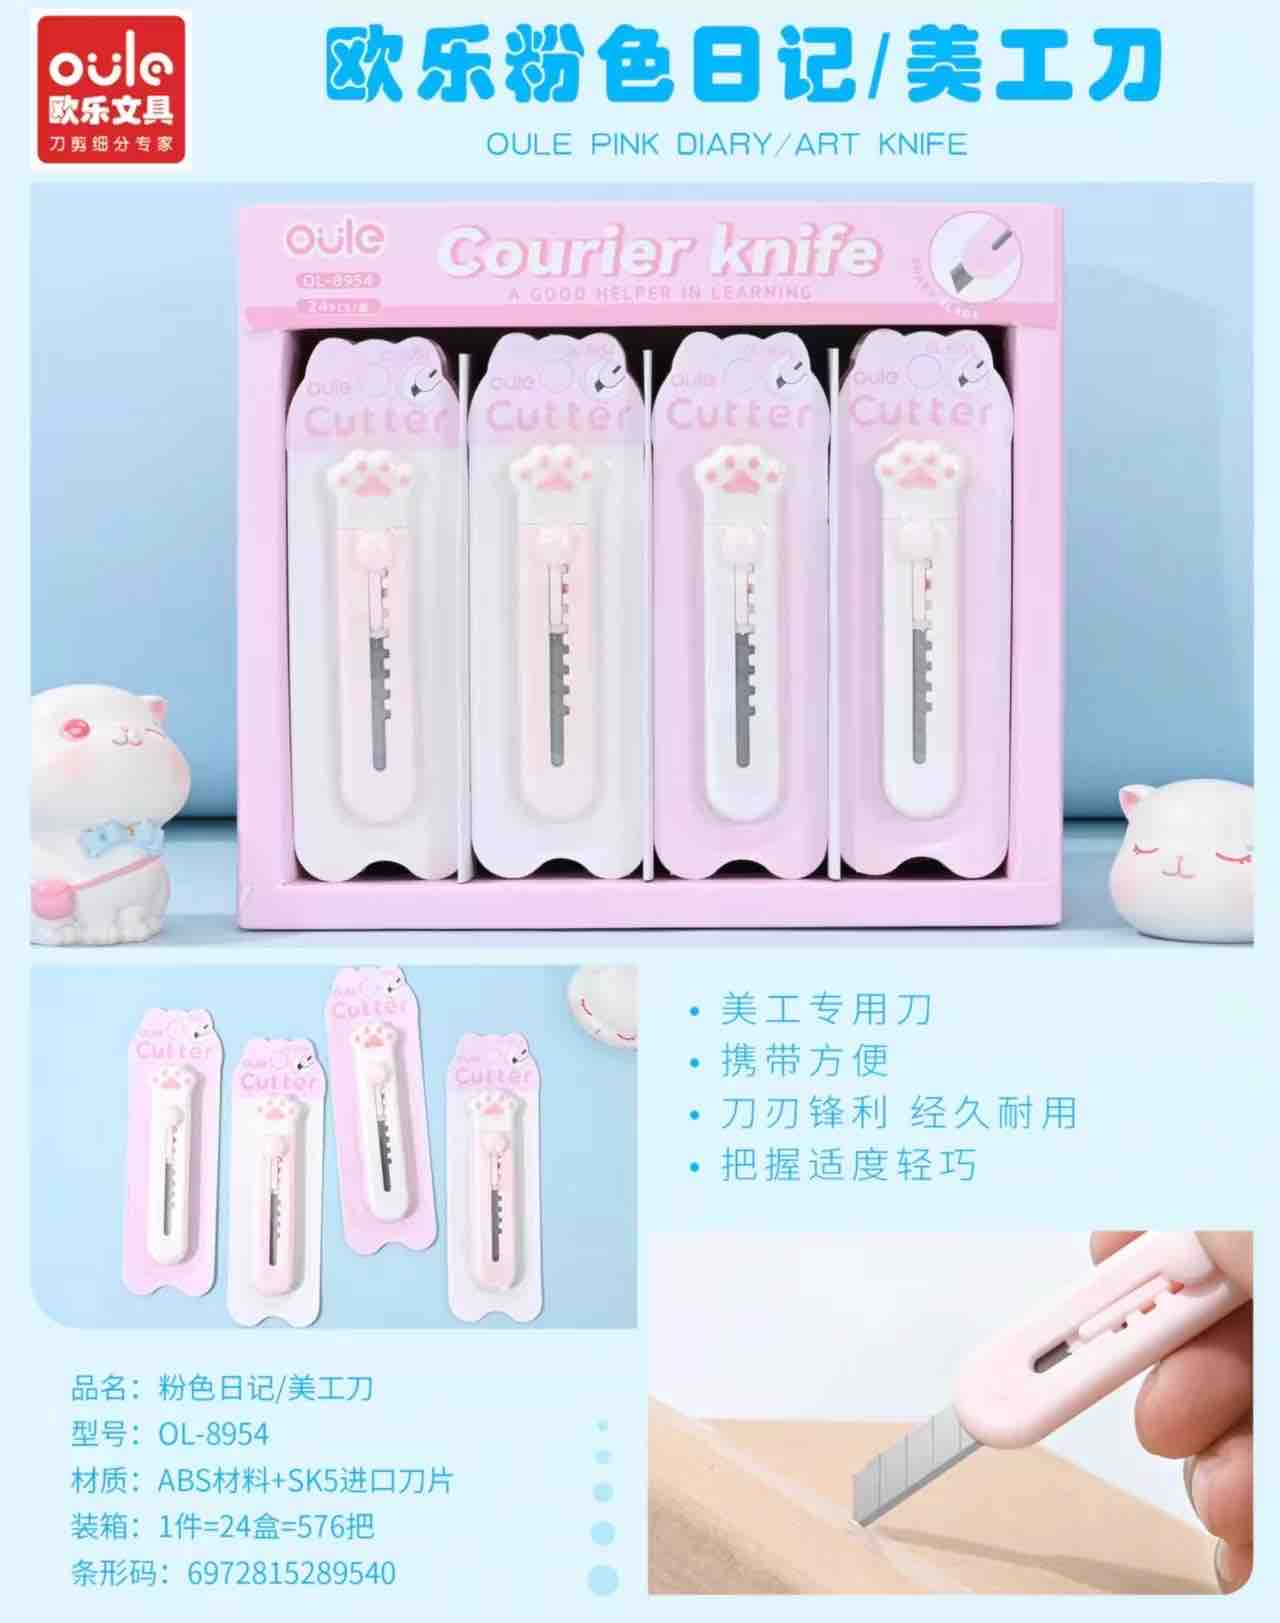 oule
欧乐文具
刀剪细分专家
欧乐粉色日记/美工刀
OULE PINK DIARY/ART KNIFE
oule
OL-8954
24PCS/盒
Courier knife
A GOOD HELPER IN LEARNING
oule
Cutter
oule
Cutter
oule
Cutter
oule
Cutter
Cutter
Cutter
Cutter
Cutter
• 美工专用刀
• 携带方便
• 刀刃锋利 经久耐用
• 把握适度轻巧
品名：粉色日记/美工刀
型号：OL-8954
材质：ABS材料+SK5进口刀片
装箱：1件=24盒=576把
条形码：6972815289540